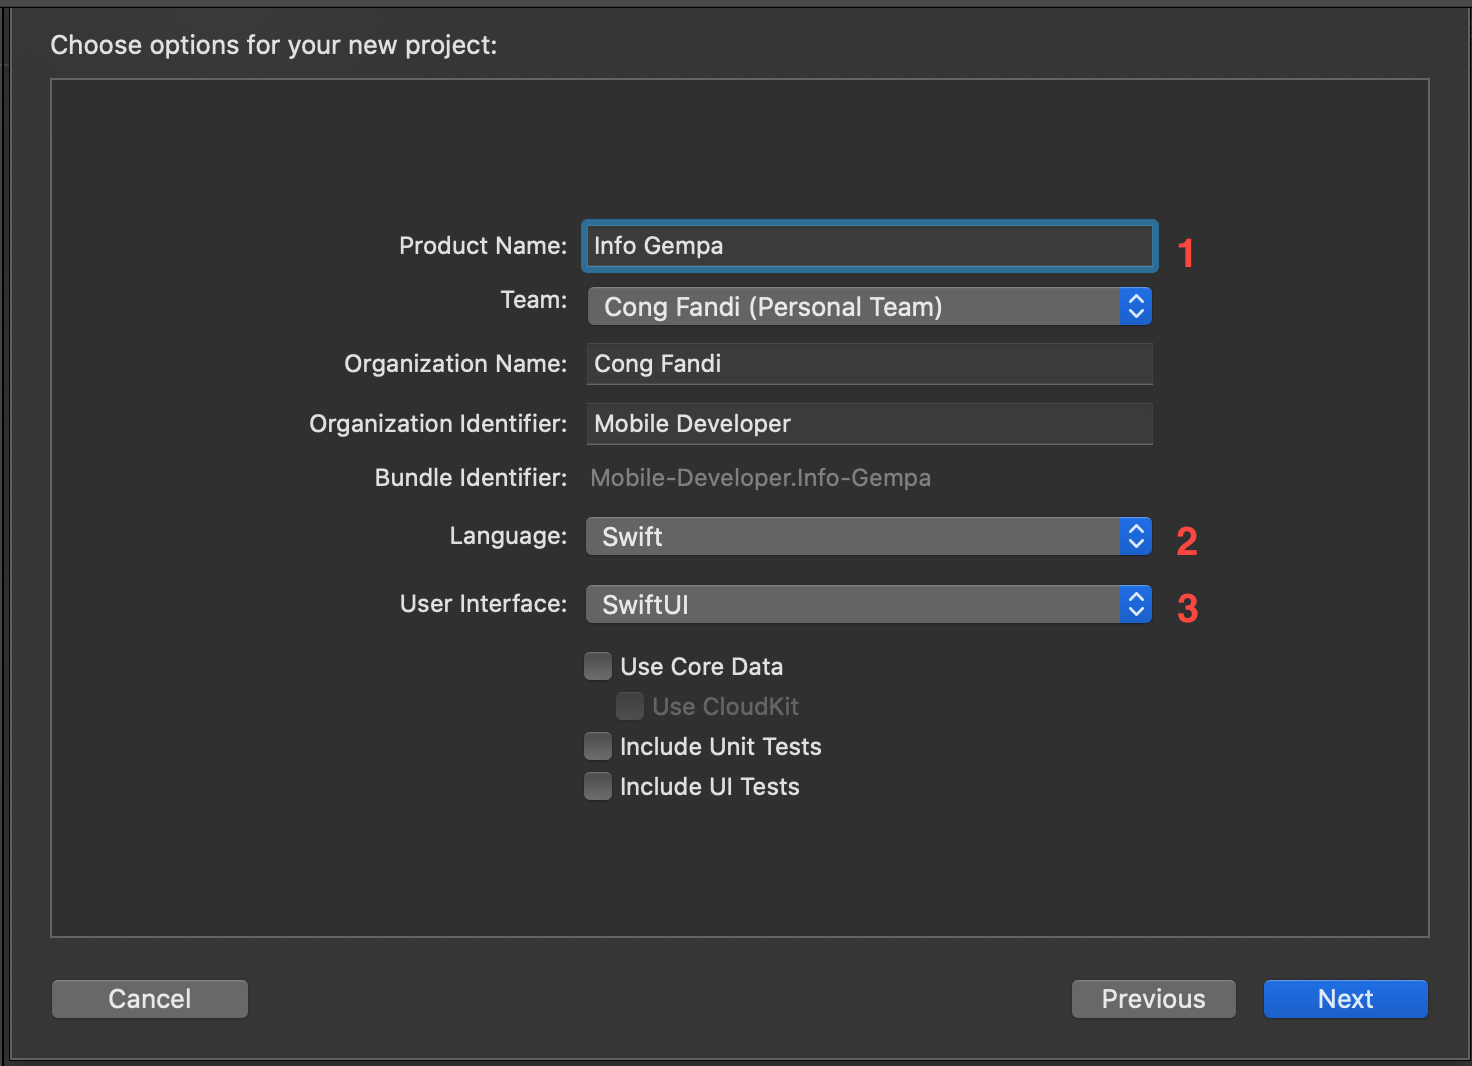 Choose options for your new project:
Product Name: Info Gempa 1
Team: Cong Fandi (Personal Team)
Organization Name: Cong Fandi
Organization Identifier: Mobile Developer
Bundle Identifier: Mobile-Developer.Info-Gempa
Language: Swift 2
User Interface: SwiftUI 3
Use Core Data
Use CloudKit
Include Unit Tests
Include UI Tests
Cancel Previous Next